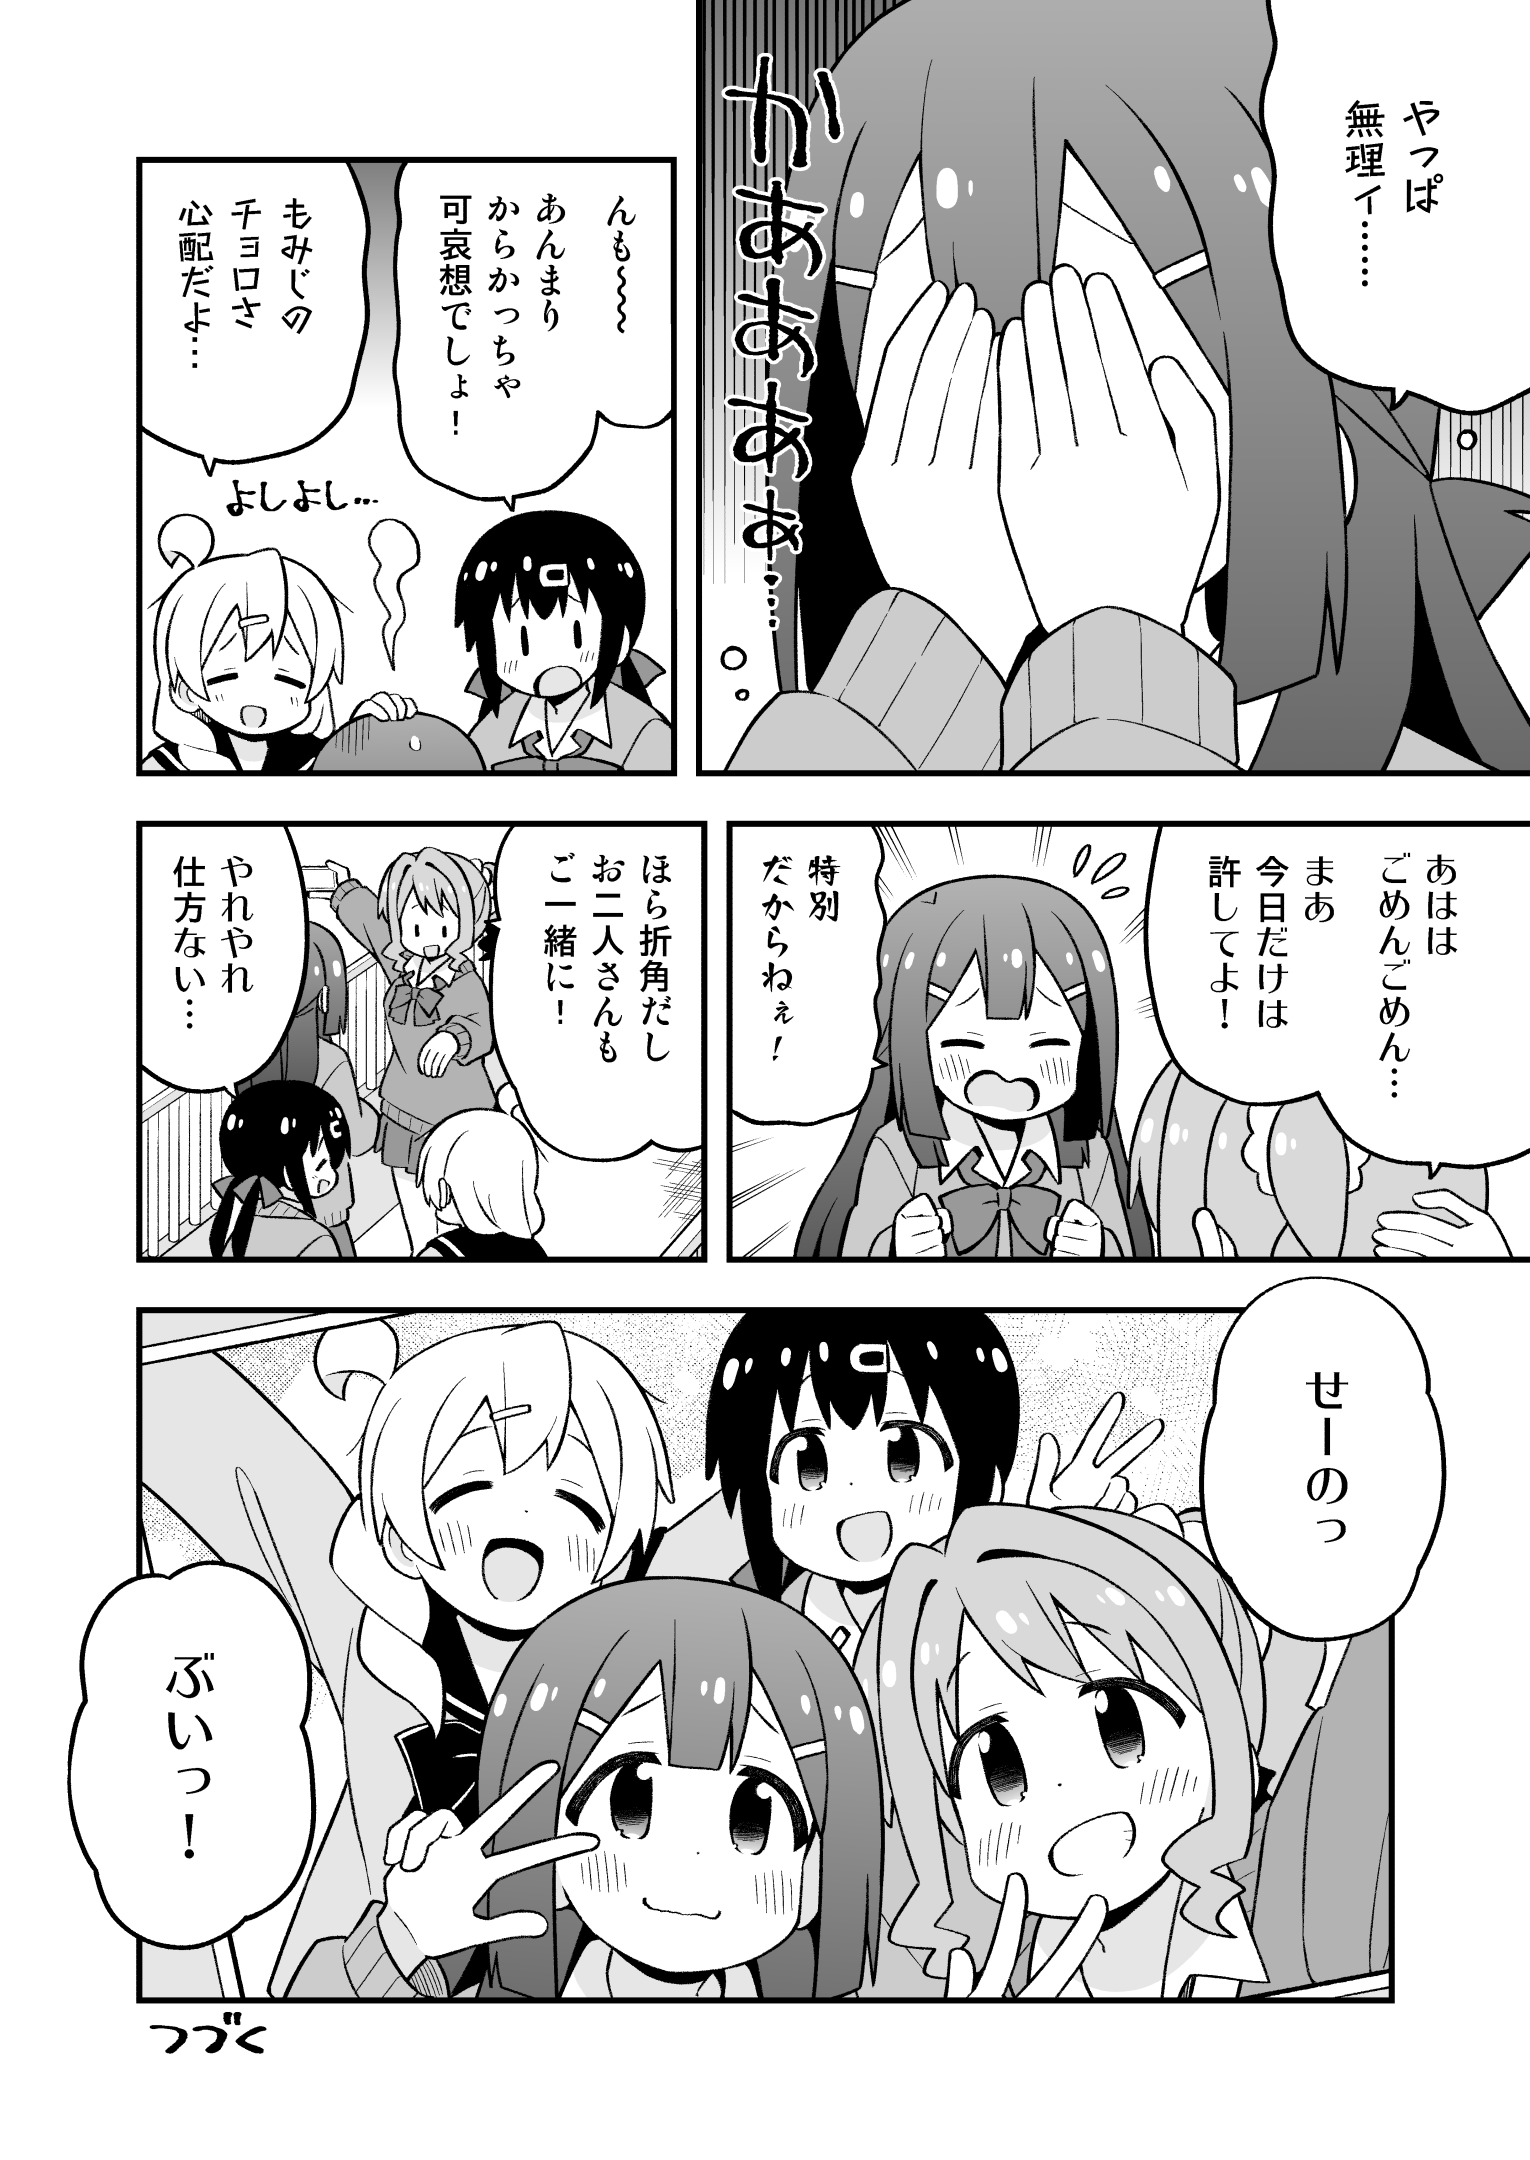 やっぱ
無理ィ……
かあああぁ……
んも〜〜〜
あんまり
からかっちゃ
可哀想でしょ！
もみじの
チョロさ
心配だよ…
よしよし…
あはは
ごめんごめん…
まあ
今日だけは
許してよ！
特別
だからねぇ！
ほら折角だし
お二人さんも
ご一緒に！
やれやれ
仕方ない…
せーのっ
ぶいっ！
つづく